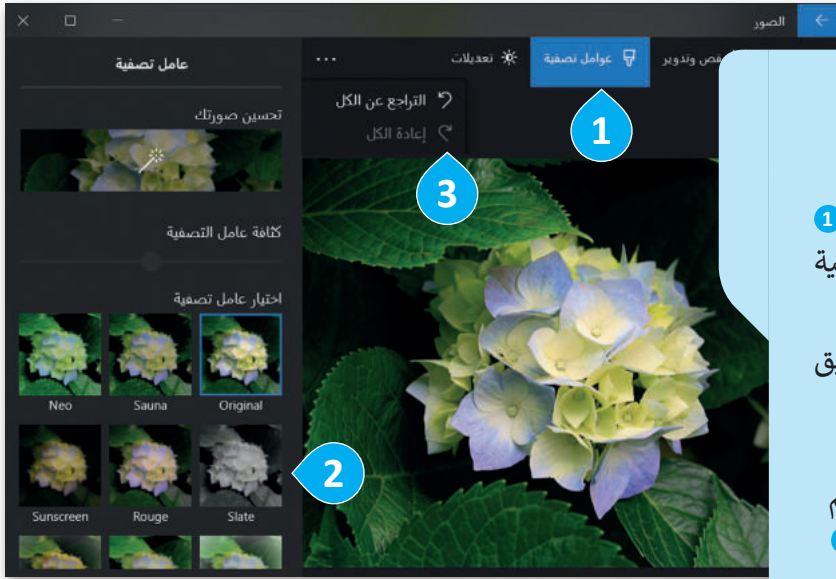 الصور
قص وتدوير
عوامل تصفية
تعديلات
...
التراجع عن الكل
إعادة الكل
1
3
عامل تصفية
تحسين صورتك
كثافة عامل التصفية
اختيار عامل تصفية
Original
Sauna
Neo
Slate
Rouge
Sunscreen
2
1